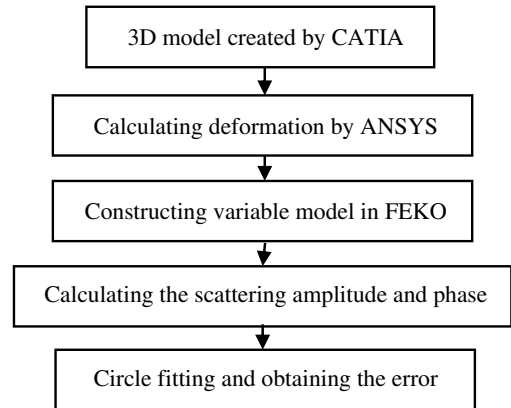 3D model created by CATIA
Calculating deformation by ANSYS
Constructing variable model in FEKO
Calculating the scattering amplitude and phase
Circle fitting and obtaining the error